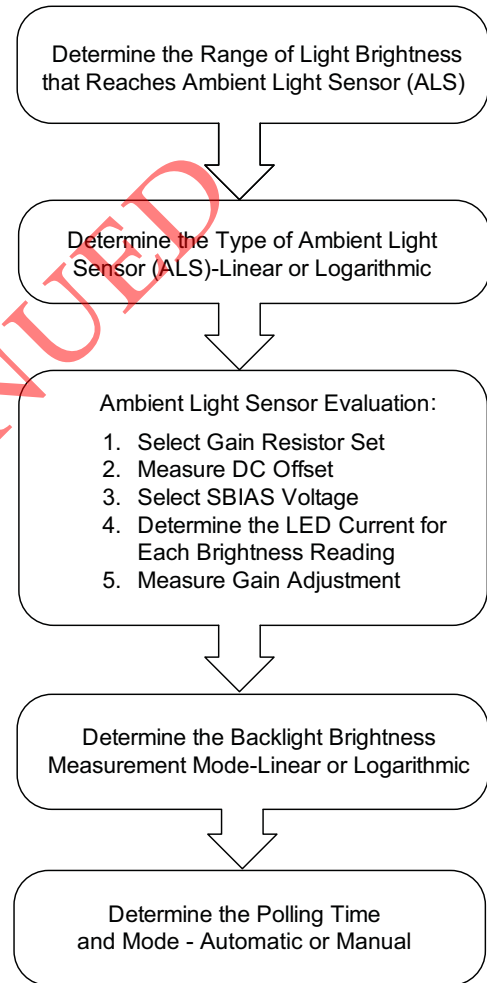 Determine the Range of Light Brightness
that Reaches Ambient Light Sensor (ALS)
Determine the Type of Ambient Light
Sensor (ALS)-Linear or Logarithmic
NUED
Ambient Light Sensor Evaluation:
1. Select Gain Resistor Set
2. Measure DC Offset
3. Select SBIAS Voltage
4. Determine the LED Current for
Each Brightness Reading
5. Measure Gain Adjustment
Determine the Backlight Brightness
Measurement Mode-Linear or Logarithmic
Determine the Polling Time
and Mode - Automatic or Manual